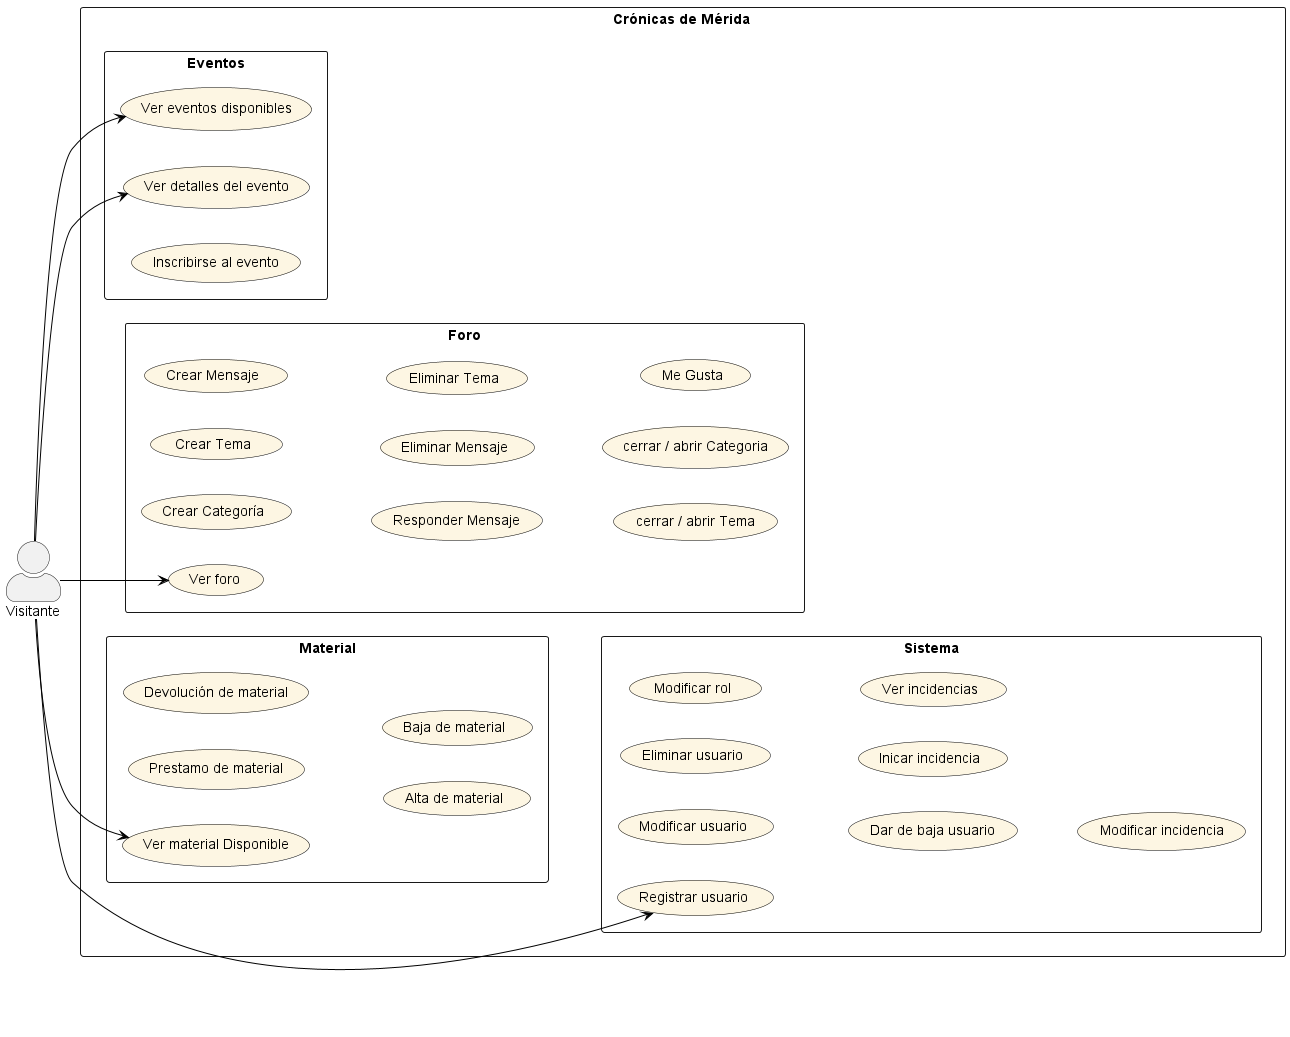 Crónicas de Mérida
Eventos
Ver eventos disponibles
Ver detalles del evento
Inscribirse al evento
Foro
Crear Mensaje
Eliminar Tema
Me Gusta
Crear Tema
Eliminar Mensaje
cerrar / abrir Categoria
Crear Categoría
Responder Mensaje
cerrar / abrir Tema
Ver foro
Visitante
Material
Devolución de material
Baja de material
Prestamo de material
Alta de material
Ver material Disponible
Sistema
Modificar rol
Ver incidencias
Eliminar usuario
Inicar incidencia
Modificar usuario
Dar de baja usuario
Modificar incidencia
Registrar usuario